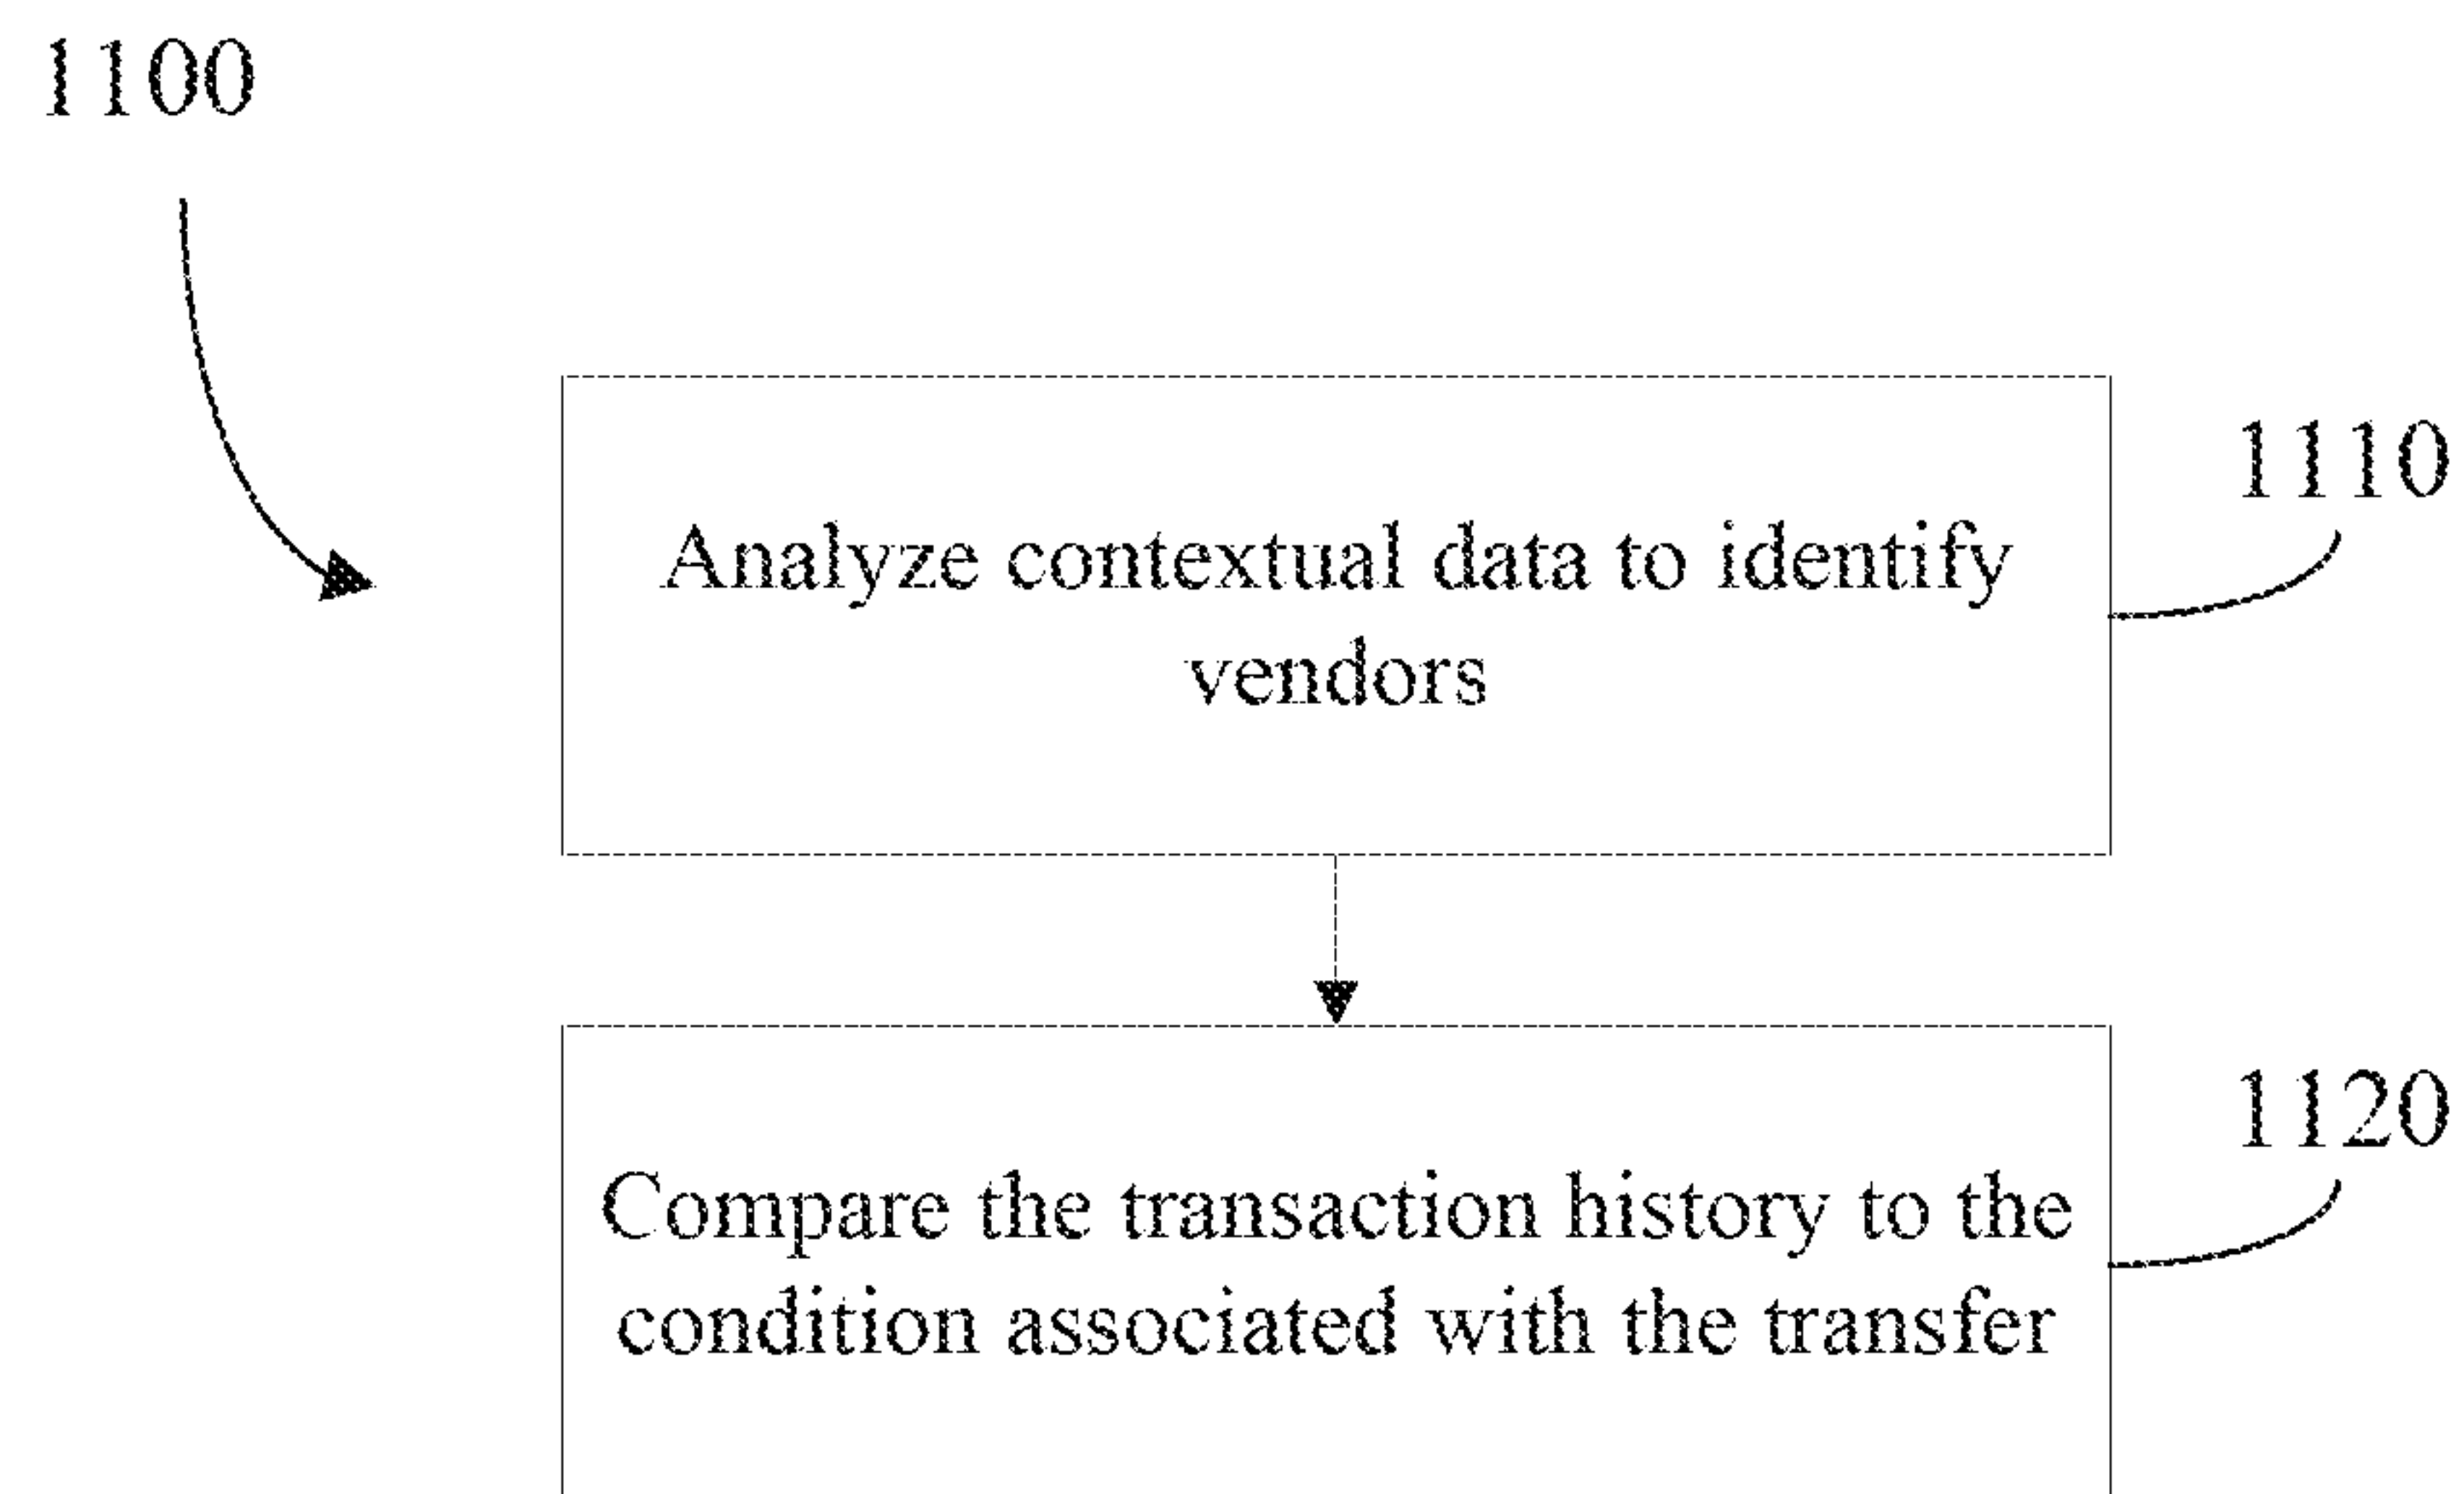 1100
1110
Analyze contextual data to identify
vendors
1120
Compare the transaction history to the
condition associated with the transfer